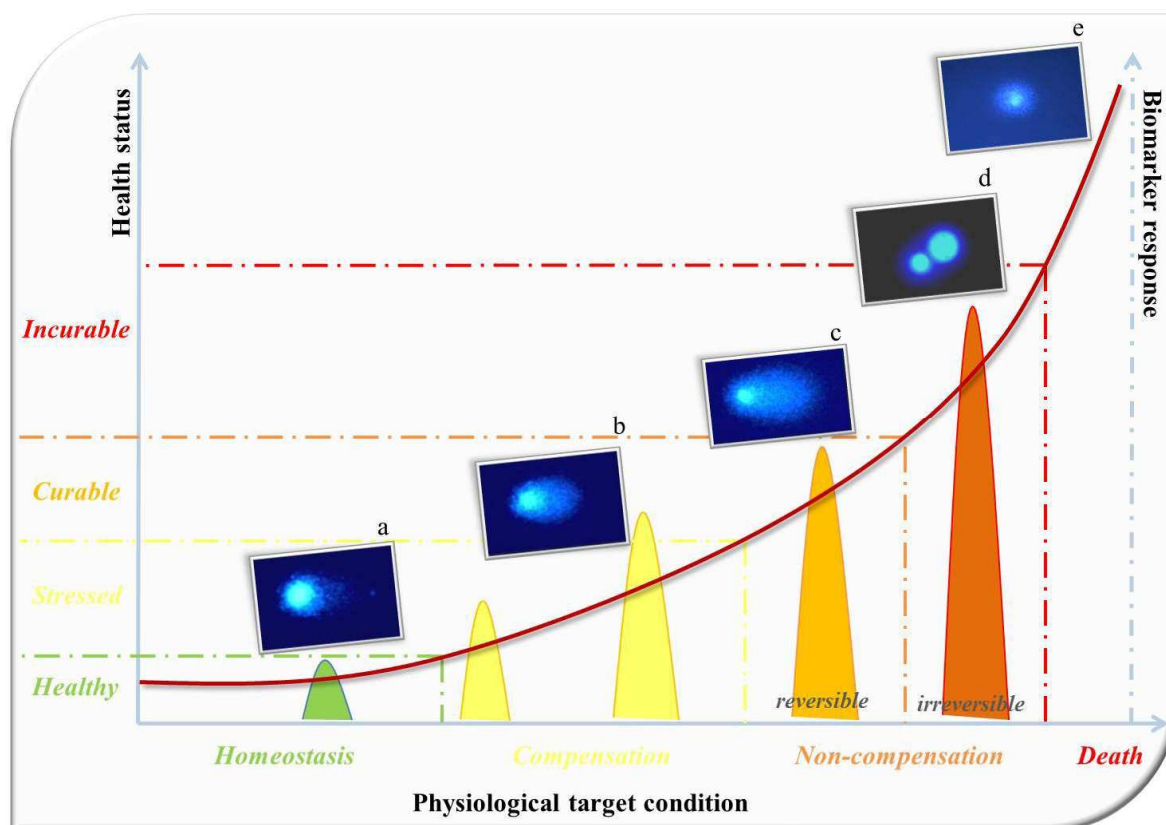 e
Health status
Biomarker response
d
Incurable
c
b
Curable
a
Stressed
Healthy
reversible
irreversible
Homeostasis
Compensation
Non-compensation
Death
Physiological target condition